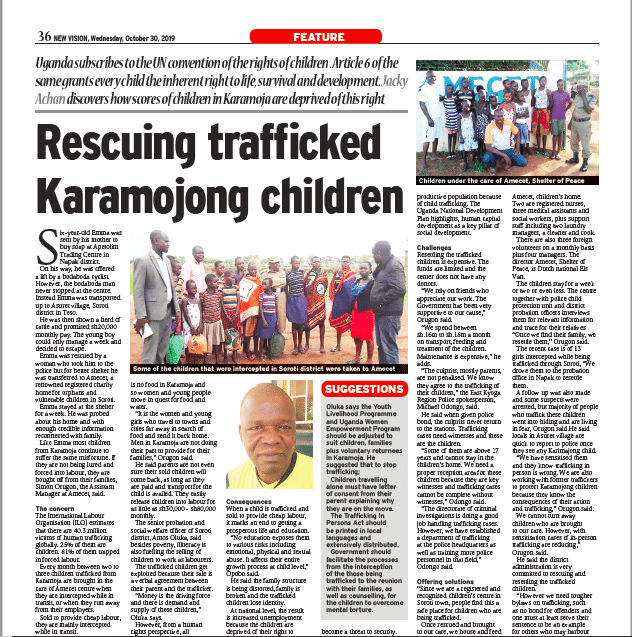 36 NEW VISION, Wednesday, October 30, 2019
FEATURE
Uganda subscribes to the UN convention of the rights of children. Article 6 of the
same grants every child the inherent right to life, survival and development. Jacky
Achan discovers how scores of children in Karamoja are deprived of this right
Rescuing trafficked
Karamojong children
Six-year-old Emma was
sent by his mother to
buy soap at Apeolim
Trading Centre in
Napak district.
On his way, he was offered
a lift by a bodaboda cyclist.
However, the bodaboda man
never stopped at the centre.
Instead Emma was transported
up to Asuret village, Soroti
district in Teso.
He was then shown a herd of
cattle and promised sh20,000
monthly pay. The young boy
could only manage a week and
decided to escape.
Emma was rescued by a
woman who took him to the
police but for better shelter he
was transferred to Amecet, a
renowned registered charity
home for orphans and
vulnerable children in Soroti.
Emma stayed at the shelter
for a week. He was probed
about his home and with
enough credible information
reconnected with family.
Like Emma most children
from Karamoja continue to
suffer the same misfortune. If
they are not being lured and
forced into labour, they are
bought off from their families,
Simon Orugon, the Assistant
Manager at Amecet, said.
The concern
The International Labour
Organisation (ILO) estimates
that there are 40.3 million
victims of human trafficking
globally, 25% of them are
children. 81% of them trapped
in forced labour.
Every month between two to
three children trafficked from
Karamoja are brought in the
care of Amecet centre when
they are intercepted while in
transit, or when they run away
from their employers.
Sold to provide cheap labour,
they are mainly intercepted
while in transit.
Some of the children that were intercepted in Soroti district were taken to Amecet
is no food in Karamoja and
so women and young people
move in quest for food and
water.
"It is the women and young
girls who travel to towns and
cities far away in search of
food and send it back home.
Men in Karamoja are not doing
their part to provide for their
families," Orugon said.
He said parents are not even
sure their sold children will
come back, as long as they
are paid and transport for the
child is availed. They easily
release children into labour for
as little as sh50,000 - sh80,000
monthly.
The senior probation and
social welfare officer of Soroti
district, Amos Oluka, said
besides poverty, illiteracy is
also fuelling the selling of
children to work as labourers.
The trafficked children get
exploited because their sale is
a verbal agreement between
their parent and the trafficker.
"Money is the driving force
and there is demand and
supply of these children,"
Oluka says.
However, from a human
rights perspective, all
Consequences
When a child is trafficked and
sold to provide cheap labour,
it marks an end to getting a
prosperous life and education.
"No education exposes them
to various risks including
emotional, physical and sexual
abuse. It affects their entire
growth process at child level,"
Opobo said.
He said the family structure
is being distorted, family is
broken and the trafficked
children lose identity.
At national level, the result
is increased unemployment
because the children are
deprived of their right to
SUGGESTIONS
Oluka says the Youth
Livelihood Programme
and Uganda Women
Empowerment Program
should be adjusted to
suit children, families
plus voluntary returnees
in Karamoja. He
suggested that to stop
trafficking;
Children travelling
alone must have letter
of consent from their
parent explaining why
they are on the move.
The Trafficking in
Persons Act should
be printed in local
languages and
extensively distributed.
Government should
facilitate the processes
from the interception
of the those being
trafficked to the reunion
with their families, as
well as counselling, for
the children to overcome
mental torture.
become a threat to security.
MECET
Children under the care of Amecet, Shelter of Peace
productive population because
of child trafficking. The
Uganda National Development
Plan highlights, human capital
development as a key pillar of
social development.
Challenges
Resettling the trafficked
children is expensive. The
funds are limited and the
center does not have any
donors.
"We rely on friends who
appreciate our work. The
Government has been very
supportive to our cause,"
Orugon said.
"We spend between
sh.16m to sh.18m a month
on transport, feeding and
treatment of the children.
Maintenance is expensive," he
adds.
"The culprits, mostly parents,
are not penalised. We know
they agree to the trafficking of
their children," the East Kyoga
Region Police spokesperson,
Michael Odongo, said.
He said when given police
bond, the culprits never return
to the stations. Trafficking
cases need witnesses and these
are the children.
"Some of them are above 17
years and cannot stay in the
children's home. We need a
proper reception area for these
children because they are key
witnesses and trafficking cases
cannot be complete without
witnesses," Odongo said.
"The directorate of criminal
investigations is doing a good
job handling trafficking cases.
However, we have established
a department of trafficking
at the police headquarters as
well as training more police
personnel in that field,"
Odongo said.
Offering solutions
"Since we are a registered and
recognised children's centre in
Soroti town, people find this a
safe place for children who are
being trafficked.
Once rescued and brought
to our care, we house and feed
Amecet, children's home.
Two are registered nurses,
three medical assistants and
social workers, plus support
staff including two laundry
managers, a cleaner and cook.
There are also three foreign
volunteers on a monthly basis
plus four managers. The
director Amecet, Shelter of
Peace, is Dutch national Els
Van.
The children stay for a week
or two or even less. The centre
together with police child
protection unit and district
probation officers interviews
them for relevant information
and trace for their relatives
"Once we find their family, we
resettle them," Orugon said.
The recent case is of 13
girls intercepted while being
trafficked through Soroti, "We
drove them to the probation
office in Napak to resettle
them.
A follow up was also made
and some suspects were
arrested, but majority of people
who traffick these children
went into hiding and are living
in fear, Orugon said. He said
locals in Asuret village are
quick to report to police once
they see any Karimajong child.
"We have sensitised them
and they know trafficking in
person is wrong. We are also
working with former traffickers
to protect Karamojong children
because they know the
consequences of their action
and trafficking," Orugon said.
We cannot turn away
children who are brought
to our care. However, with
sensitisation cases of in-person
trafficking are reducing,"
Orugon said.
He said the district
administration is very
committed to rescuing and
resettling the trafficked
children.
"However we need tougher
bylaws on trafficking, such
as no bond for offenders and
one must at least serve their
sentence to be an example
for others who may harbour